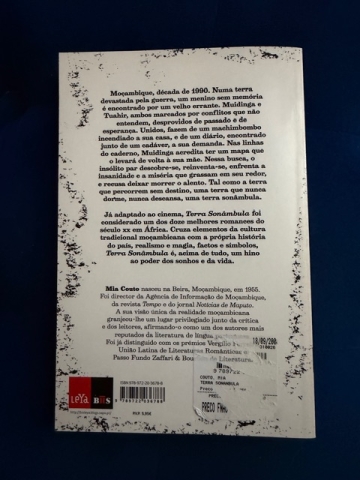 Moçambique, década de 1990. Numa terra
devastada pela guerra, um menino sem memória
é encontrado por um velho errante. Muidinga e
Tuahir, ambos marcados por conflitos que não
entendem, desprovidos de passado e de
esperança. Unidos, fazem de um machimbombo
incendiado a sua casa, e de um diário, encontrado
junto de um cadáver, a sua demanda. Nas linhas
do caderno, Muidinga acredita ter um mapa que
o levará de volta à sua mãe. Nessa busca, o
insólito par descobre-se, reinventa-se, enfrenta a
insanidade e a miséria que grassam em seu redor,
e recusa deixar morrer o alento. Tal como a terra
que percorrem sem destino, uma terra que nunca
dorme, nunca descansa, uma terra sonâmbula.
Já adaptado ao cinema, Terra Sonâmbula foi
considerado um dos doze melhores romances do
século XX em África. Cruza elementos da cultura
tradicional moçambicana com a própria história
do país, realismo e magia, factos e símbolos,
Terra Sonâmbula é, acima de tudo, um hino
ao poder dos sonhos e da vida.
Mia Couto nasceu na Beira, Moçambique, em 1955.
Foi director da Agência de Informação de Moçambique,
da revista Tempo e do jornal Notícias de Maputo.
A sua visão única da realidade moçambicana
granjeou-lhe um lugar privilegiado junto da crítica
e dos leitores, afirmando-o como um dos autores mais
reputados da literatura de língua
Foi já distinguido com os prémios Vergílio
União Latina de Literaturas Românicas e
Passo Fundo Zaffari & Literatura.
COUTO, MIA
TERRA SONÂMBULA
PREÇO
leYa
BIS